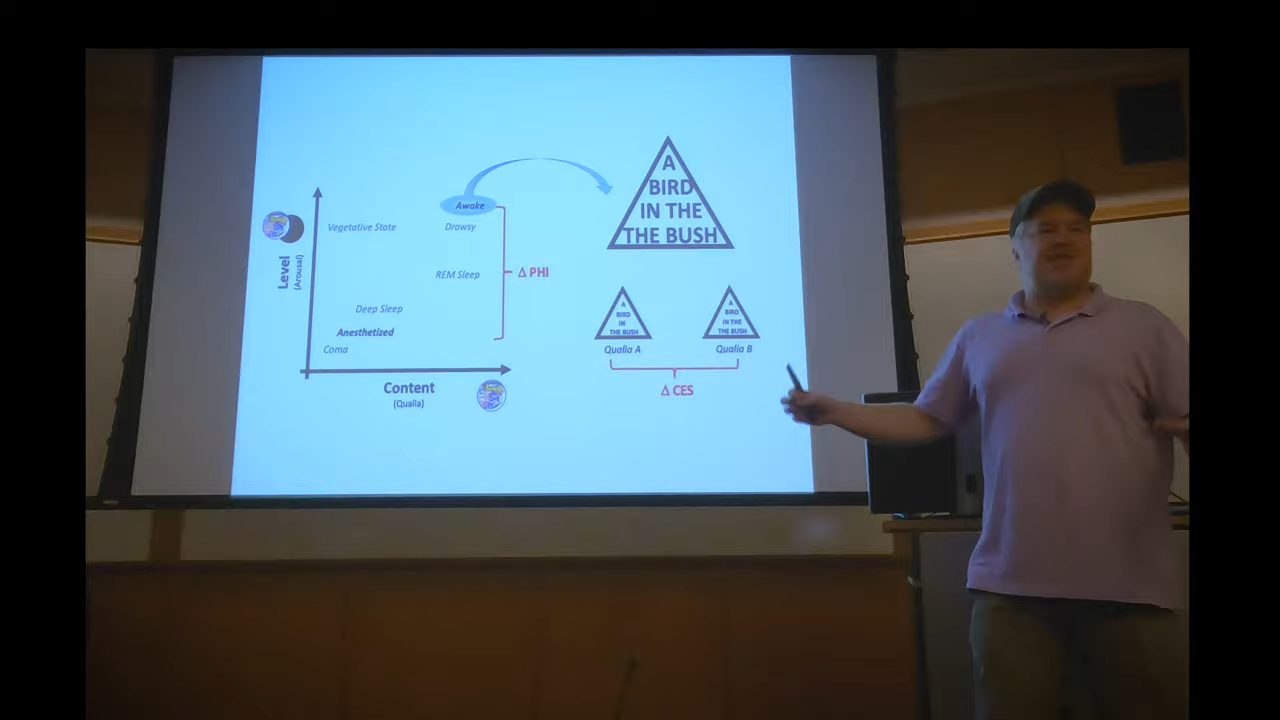 Level
(Arousal)
Vegetative State
Awake
Drowsy
REM Sleep
Deep Sleep
Anesthetized
Coma
Δ PHI
Content
(Qualia)
A
BIRD
IN THE
THE BUSH
A
BIRD
IN
THE BUSH
Qualia A
A
BIRD
IN THE
THE BUSH
Qualia B
Δ CES